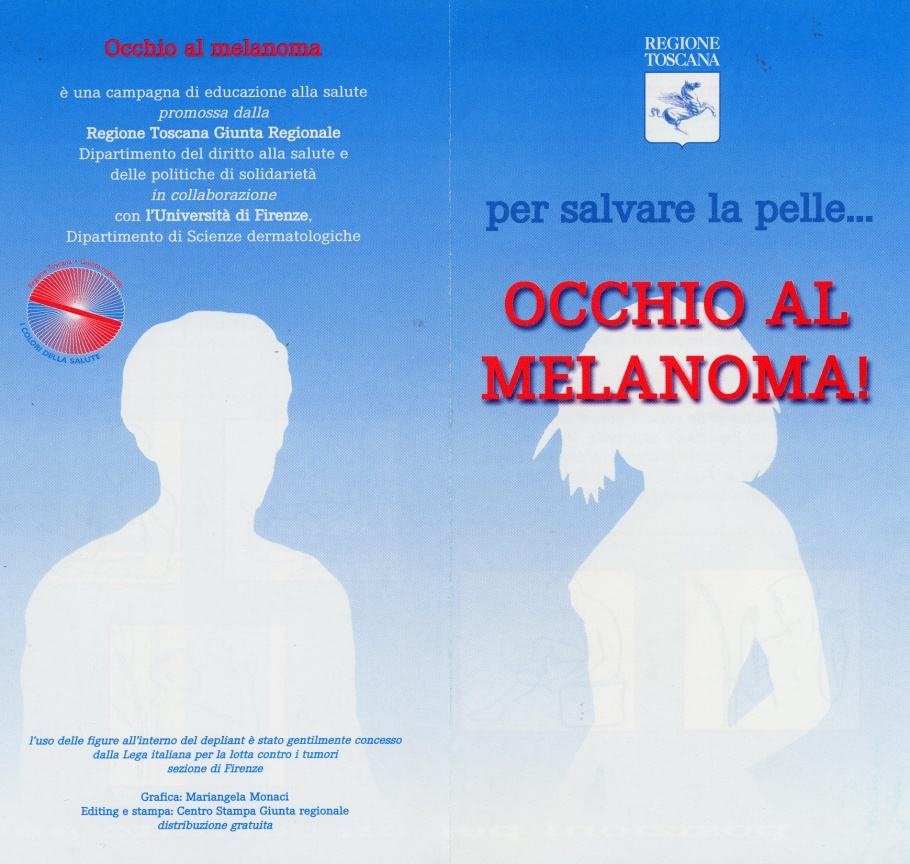 Occhio al melanoma
è una campagna di educazione alla salute
promossa dalla
Regione Toscana Giunta Regionale
Dipartimento del diritto alla salute e
delle politiche di solidarietà
in collaborazione
con l'Università di Firenze,
Dipartimento di Scienze dermatologiche
Regione Toscana • Giunta regionale
I COLORI DELLA SALUTE
l'uso delle figure all'interno del depliant è stato gentilmente concesso
dalla Lega italiana per la lotta contro i tumori
sezione di Firenze
Grafica: Mariangela Monaci
Editing e stampa: Centro Stampa Giunta regionale
distribuzione gratuita
REGIONE
TOSCANA
per salvare la pelle...
OCCHIO AL
MELANOMA!